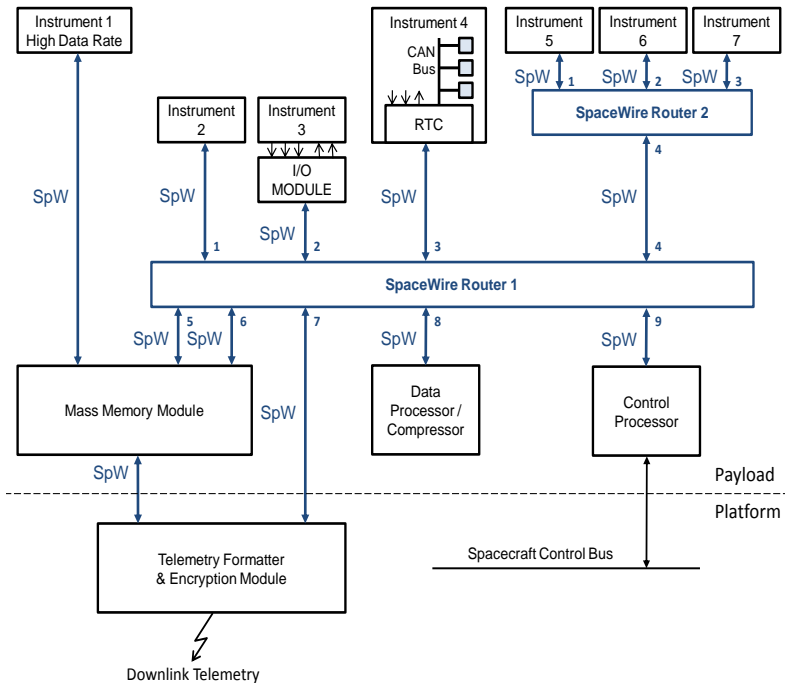 Instrument 1
High Data Rate
Instrument 4
CAN
Bus
RTC
Instrument
5
Instrument
6
Instrument
7
SpW
1
SpW
2
SpW
3
SpaceWire Router 2
4
Instrument
2
Instrument
3
I/O
MODULE
SpW
SpW
1
SpW
2
SpW
3
SpW
4
SpaceWire Router 1
5
6
7
8
9
SpW
SpW
SpW
SpW
SpW
Mass Memory Module
Data
Processor /
Compressor
Control
Processor
SpW
Payload
Platform
Telemetry Formatter
& Encryption Module
Spacecraft Control Bus
Downlink Telemetry